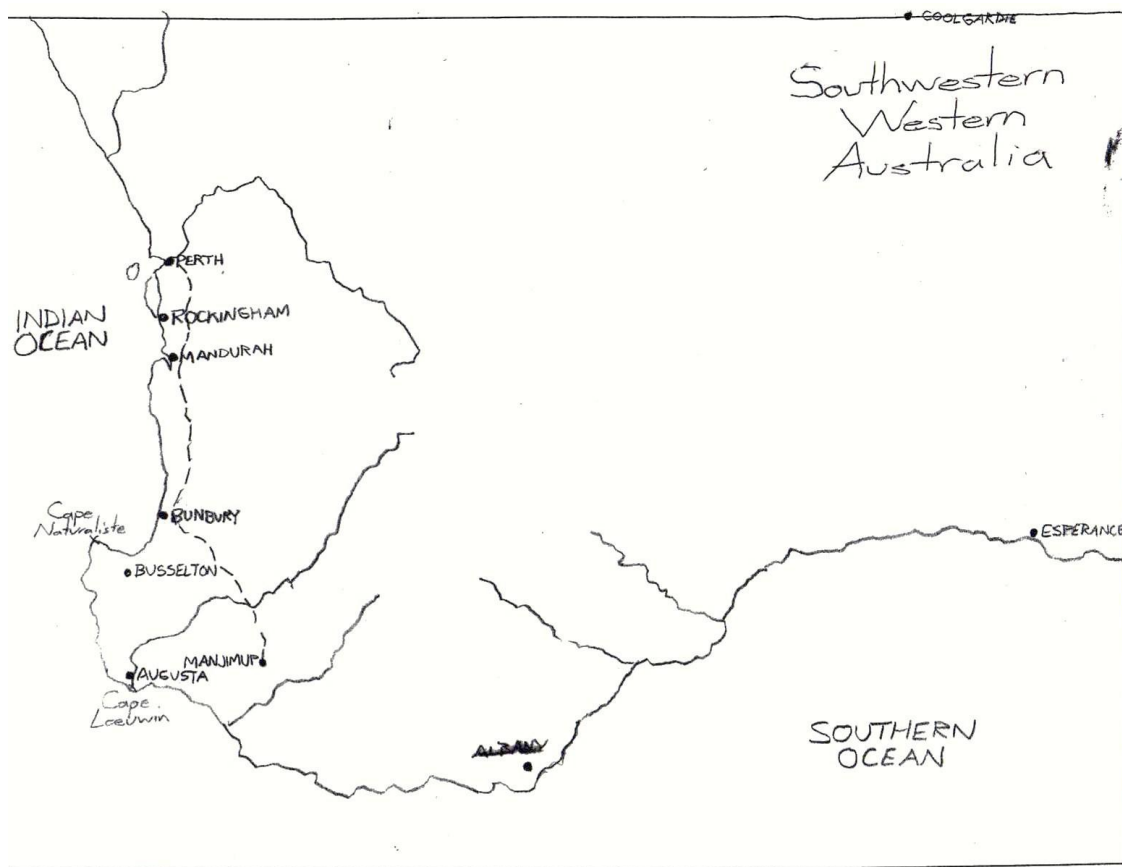 COOLGARDIE
Southwestern
Western
Australia
PERTH
ROCKINGHAM
INDIAN
OCEAN
MANDURAH
Cape
Naturaliste
BUNBURY
ESPERANCE
BUSSELTON
MANJIMUP
AUGUSTA
Cape
Leeuwin
SOUTHERN
OCEAN
ALBANY